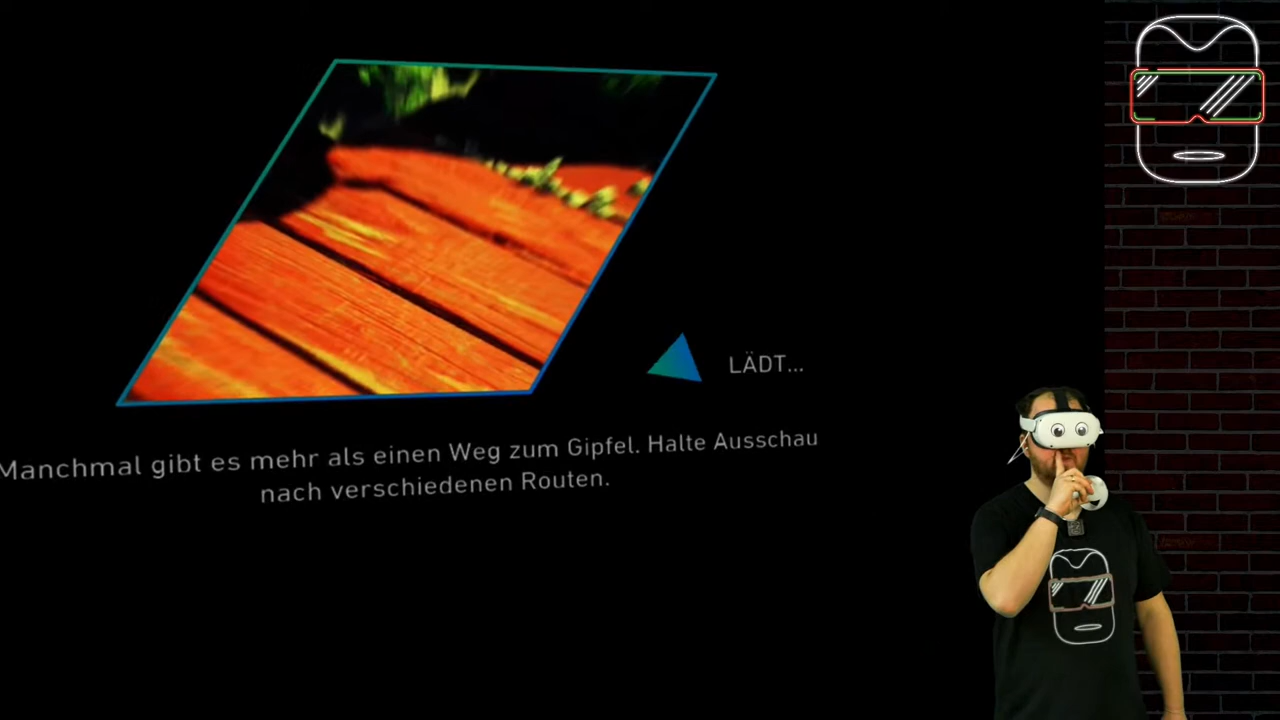 LÄDT...
Manchmal gibt es mehr als einen Weg zum Gipfel. Halte Ausschau
nach verschiedenen Routen.